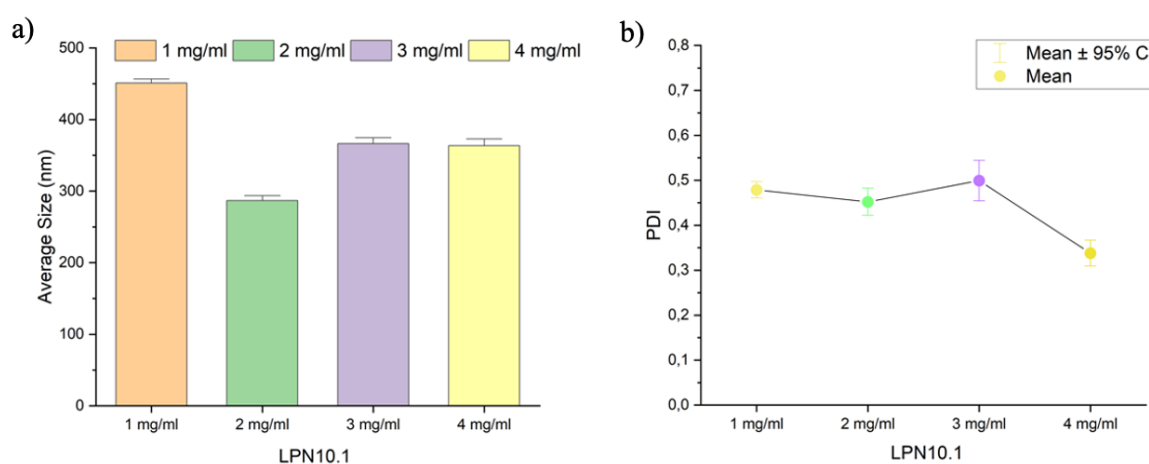 a)
1 mg/ml 2 mg/ml 3 mg/ml 4 mg/ml
500
400
300
200
100
0
Average Size (nm)
1 mg/ml 2 mg/ml 3 mg/ml 4 mg/ml
LPN10.1
b)
Mean ± 95% C
Mean
0,8
0,7
0,6
0,5
0,4
0,3
0,2
0,1
0,0
PDI
1 mg/ml 2 mg/ml 3 mg/ml 4 mg/ml
LPN10.1